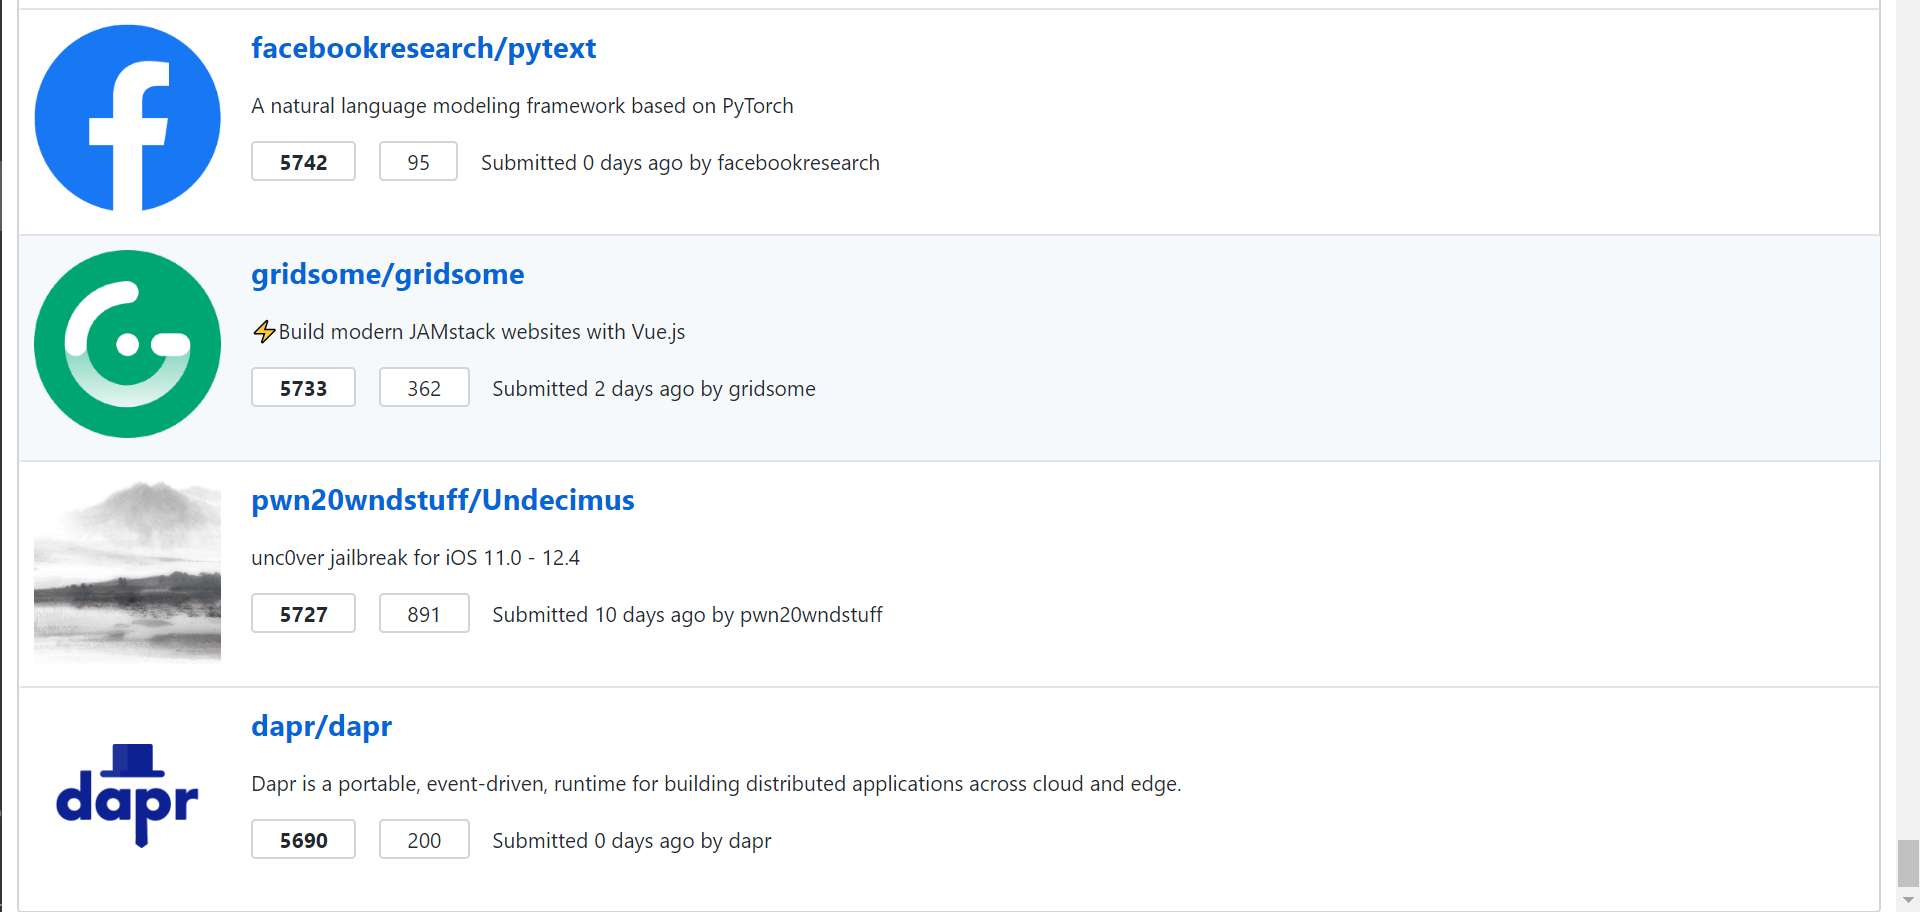 facebookresearch/pytext
A natural language modeling framework based on PyTorch
5742 95 Submitted 0 days ago by facebookresearch
gridsome/gridsome
⚡Build modern JAMstack websites with Vue.js
5733 362 Submitted 2 days ago by gridsome
pwn20wndstuff/Undecimus
unc0ver jailbreak for iOS 11.0 - 12.4
5727 891 Submitted 10 days ago by pwn20wndstuff
dapr/dapr
dapr
Dapr is a portable, event-driven, runtime for building distributed applications across cloud and edge.
5690 200 Submitted 0 days ago by dapr